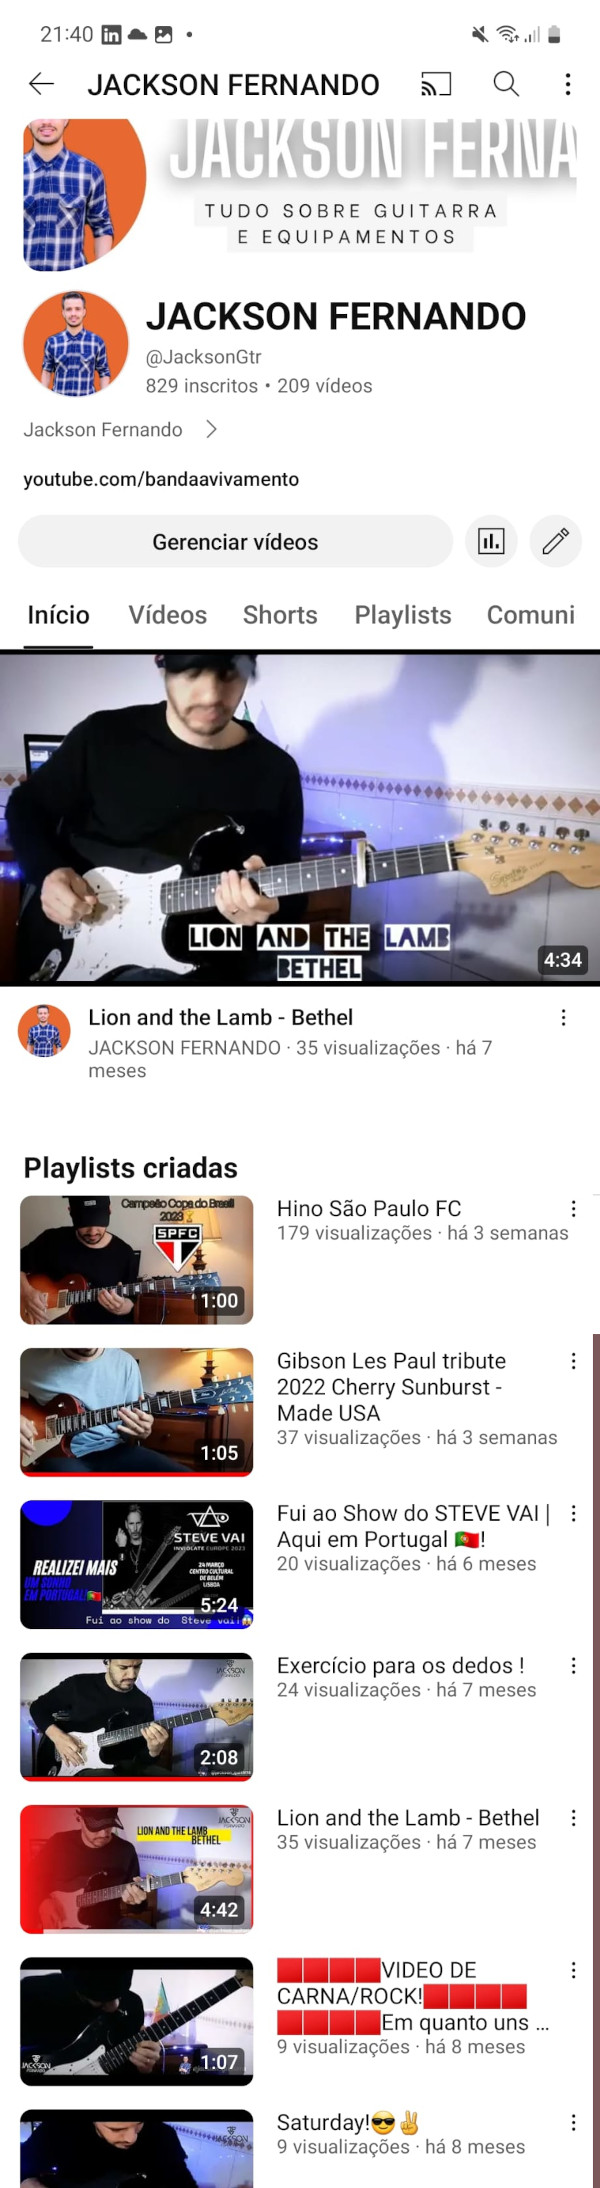 21:40
JACKSON FERNANDO
JACKSON FERNA
TUDO SOBRE GUITARRA
E EQUIPAMENTOS
JACKSON FERNANDO
@JacksonGtr
829 inscritos • 209 vídeos
Jackson Fernando
youtube.com/bandaavivamento
Gerenciar vídeos
Início Vídeos Shorts Playlists Comuni
LION AND THE LAMB
BETHEL
4:34
Lion and the Lamb - Bethel
JACKSON FERNANDO · 35 visualizações · há 7
meses
Playlists criadas
Campeão Copa do Brasil
2023
SPFC
1:00
Hino São Paulo FC
179 visualizações · há 3 semanas
1:05
Gibson Les Paul tribute
2022 Cherry Sunburst -
Made USA
37 visualizações · há 3 semanas
STEVE VAI
INVIOLATE EUROPE 2023
24 MARÇO
CENTRO CULTURAL
DE BELÉM
LISBOA
REALIZEI MAIS
UM SONHO
EM PORTUGAL!🇵🇹
5:24
Fui ao show do Steve Vai!😱
Fui ao Show do STEVE VAI |
Aqui em Portugal 🇵🇹!
20 visualizações · há 6 meses
JACKSON
2:08
Exercício para os dedos !
24 visualizações · há 7 meses
JACKSON
LION AND THE LAMB
BETHEL
4:42
Lion and the Lamb - Bethel
35 visualizações · há 7 meses
JACKSON
1:07
🟥🟥🟥🟥VIDEO DE
CARNA/ROCK!🟥🟥🟥🟥
🟥🟥🟥🟥Em quanto uns ...
9 visualizações · há 8 meses
JACKSON
Saturday!😎✌
9 visualizações · há 8 meses